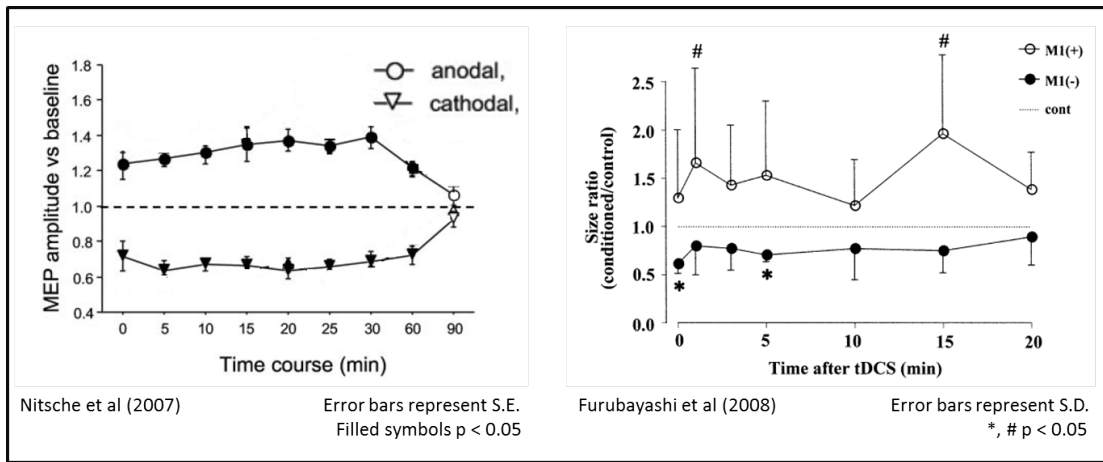 1.8
1.6
1.4
1.2
1.0
0.8
0.6
0.4
MEP amplitude vs baseline
anodal,
cathodal,
0 5 10 15 20 25 30 60 90
Time course (min)
Nitsche et al (2007)
Error bars represent S.E.
Filled symbols p < 0.05
2.5
2.0
1.5
1.0
0.5
0.0
Size ratio
(conditioned/control)
#
#
M1(+)
M1(-)
cont
*
*
0 5 10 15 20
Time after tDCS (min)
Furubayashi et al (2008)
Error bars represent S.D.
*, # p < 0.05